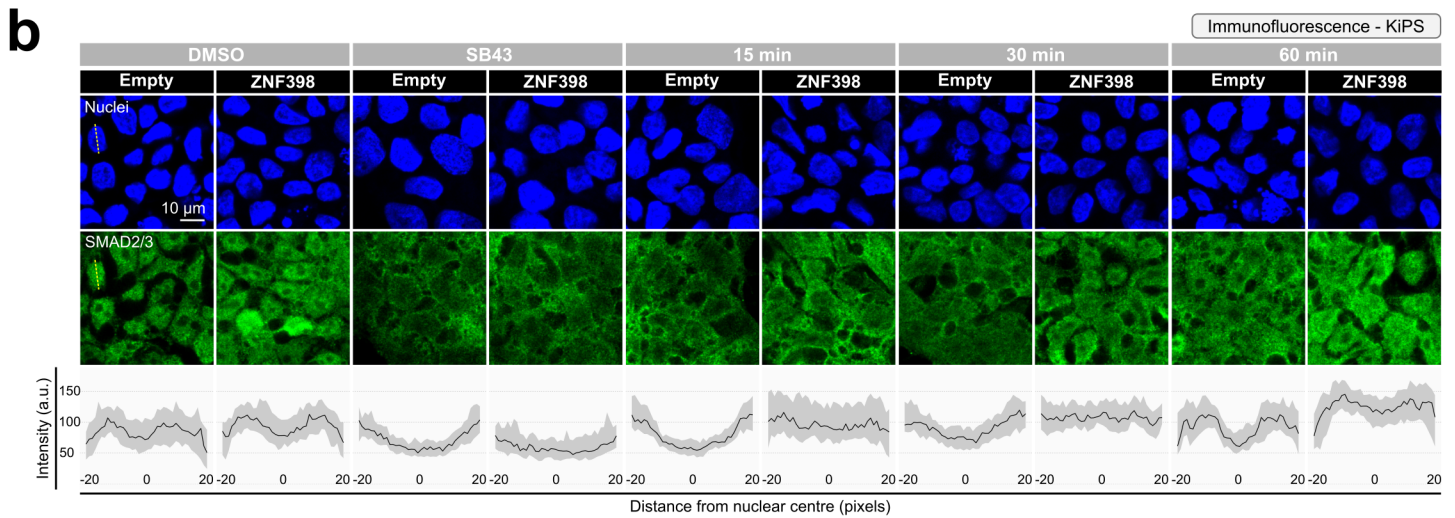 b
Immunofluorescence - KiPS
DMSO SB43 15 min 30 min 60 min
Empty ZNF398 Empty ZNF398 Empty ZNF398 Empty ZNF398 Empty ZNF398
Nuclei
10 µm
SMAD2/3
Intensity (a.u.)
150
100
50
-20 0 20 -20 0 20 -20 0 20 -20 0 20 -20 0 20 -20 0 20 -20 0 20 -20 0 20 -20 0 20 -20 0 20
Distance from nuclear centre (pixels)